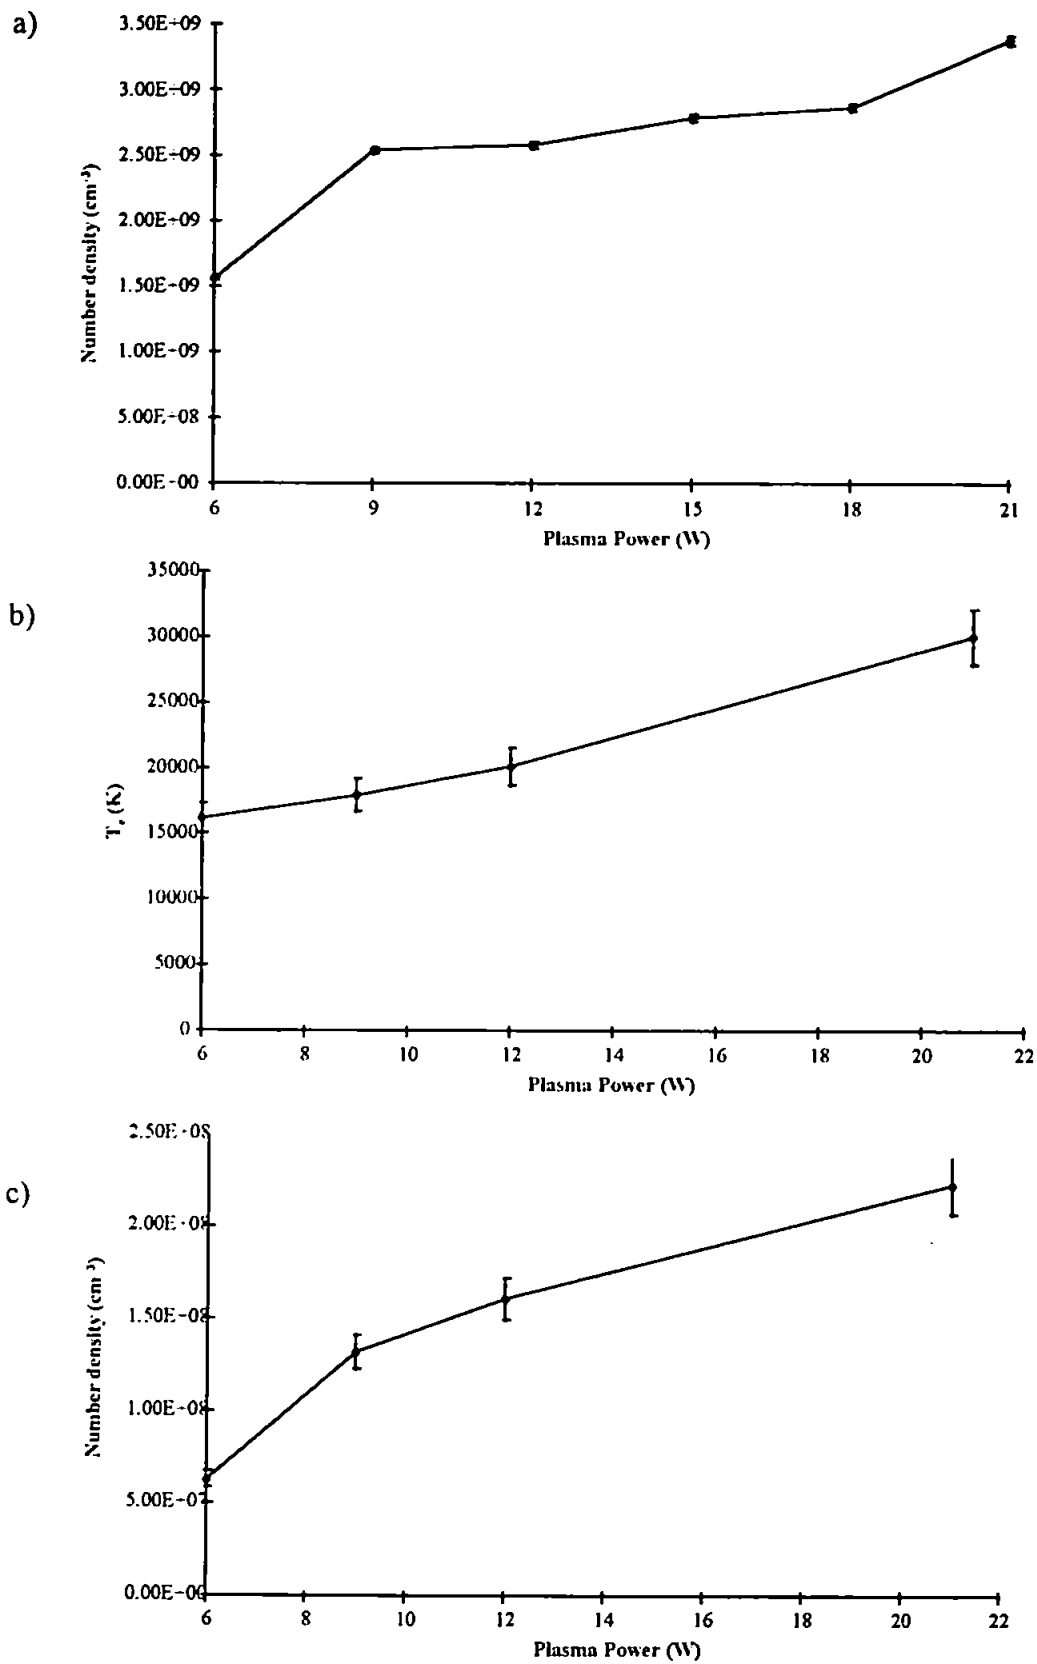 a)
3.50E+09
3.00E+09
2.50E+09
2.00E+09
1.50E+09
1.00E+09
5.00E+08
0.00E+00
Number density (cm⁻³)
6 9 12 15 18 21
Plasma Power (W)
b)
35000
30000
25000
20000
15000
10000
5000
0
Tₑ (K)
6 8 10 12 14 16 18 20 22
Plasma Power (W)
c)
2.50E+08
2.00E+08
1.50E+08
1.00E+08
5.00E+07
0.00E+00
Number density (cm⁻³)
6 8 10 12 14 16 18 20 22
Plasma Power (W)